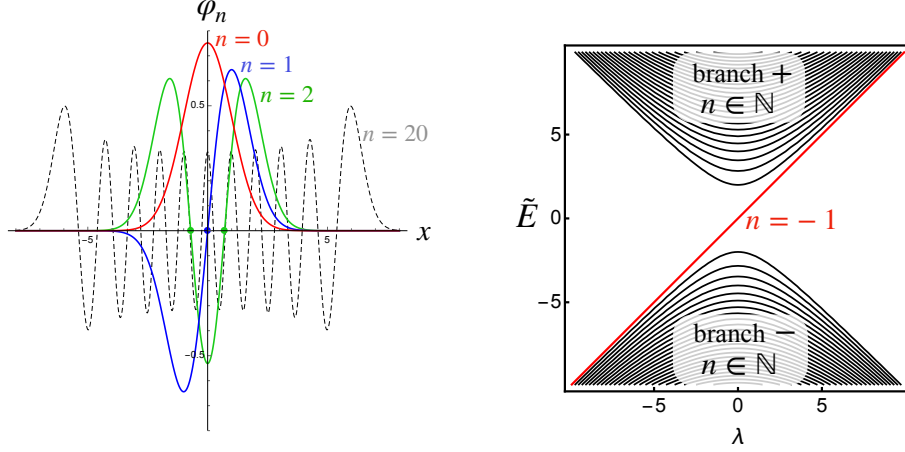 φₙ
n = 0
n = 1
n = 2
n = 20
0.5
-5
5
x
-0.5
branch +
n ∈ ℕ
5
Ẽ
0
n = − 1
-5
branch −
n ∈ ℕ
-5
0
5
λ